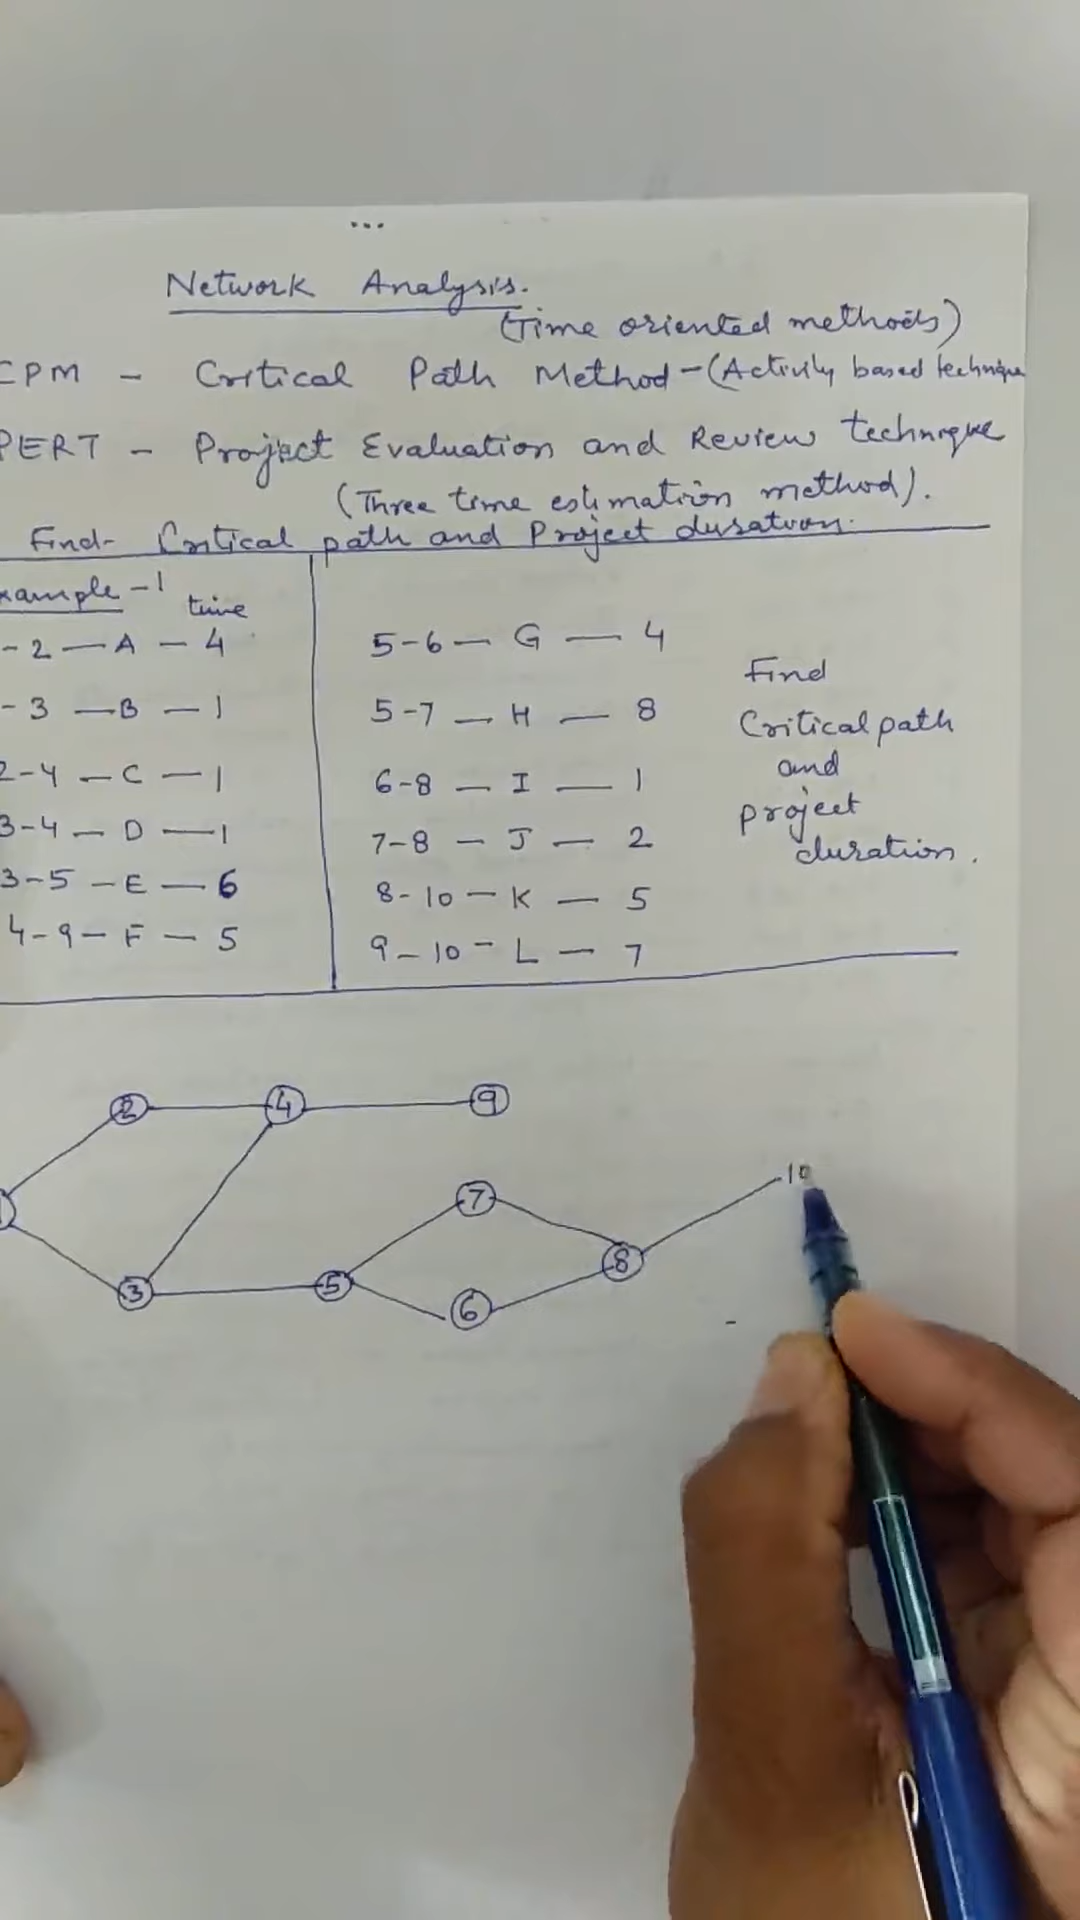 Network Analysis.
(Time oriented methods)
CPM - Critical Path Method - (Activity based technique
PERT - Project Evaluation and Review technique
(Three time estimation method).
Find- Critical path and Project duration.
xample - 1 time
- 2 — A — 4
- 3 — B — 1
2-4 — C — 1
3-4 — D — 1
3-5 — E — 6
4-9 — F — 5
5-6 — G — 4
5-7 — H — 8
6-8 — I — 1
7-8 — J — 2
8-10 — K — 5
9-10 — L — 7
Find
Critical path
and
project
duration.
2 4 9
1 7 10
3 5 6 8